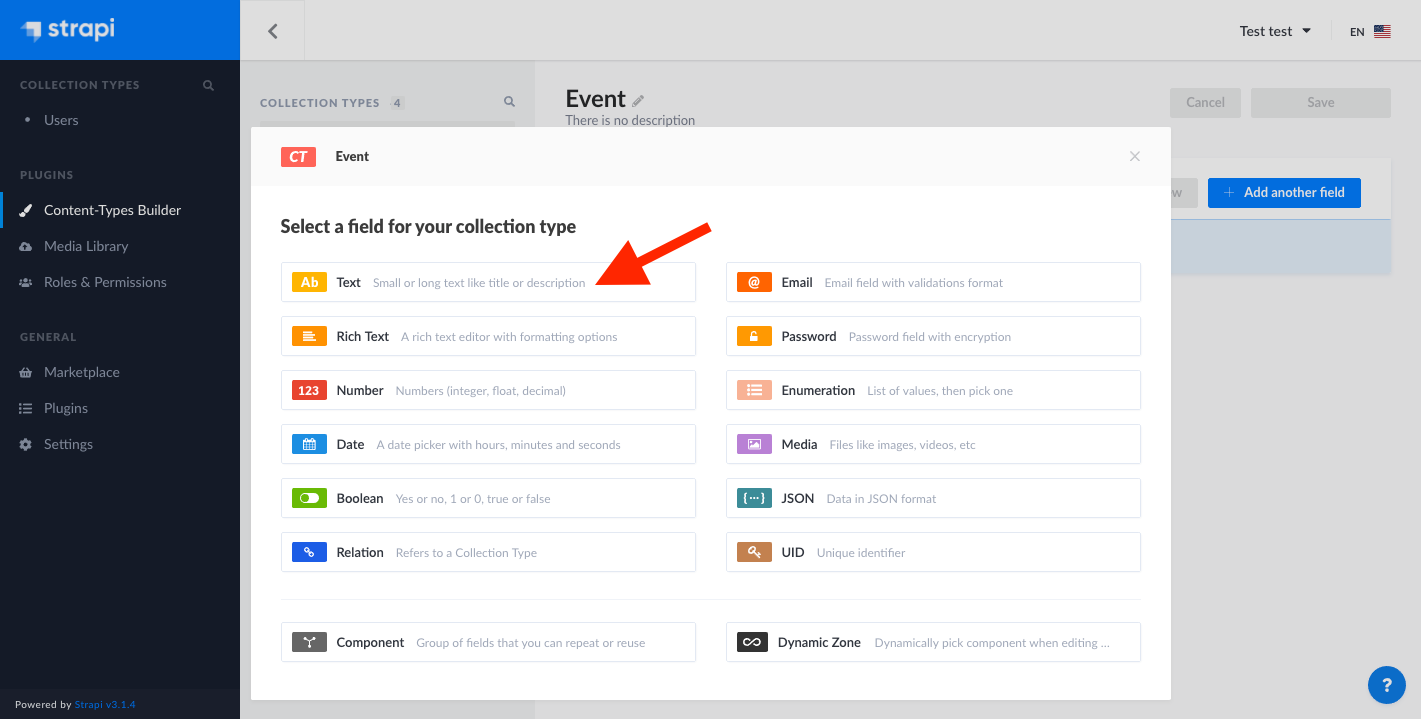 strapi
Test test
EN
COLLECTION TYPES
Users
PLUGINS
Content-Types Builder
Media Library
Roles & Permissions
GENERAL
Marketplace
Plugins
Settings
Powered by Strapi v3.1.4
COLLECTION TYPES 4
Event
There is no description
Cancel
Save
Add another field
CT Event
Select a field for your collection type
Ab Text Small or long text like title or description
@ Email Email field with validations format
Rich Text A rich text editor with formatting options
Password Password field with encryption
123 Number Numbers (integer, float, decimal)
Enumeration List of values, then pick one
Date A date picker with hours, minutes and seconds
Media Files like images, videos, etc
Boolean Yes or no, 1 or 0, true or false
{···} JSON Data in JSON format
Relation Refers to a Collection Type
UID Unique identifier
Component Group of fields that you can repeat or reuse
Dynamic Zone Dynamically pick component when editing ...
?